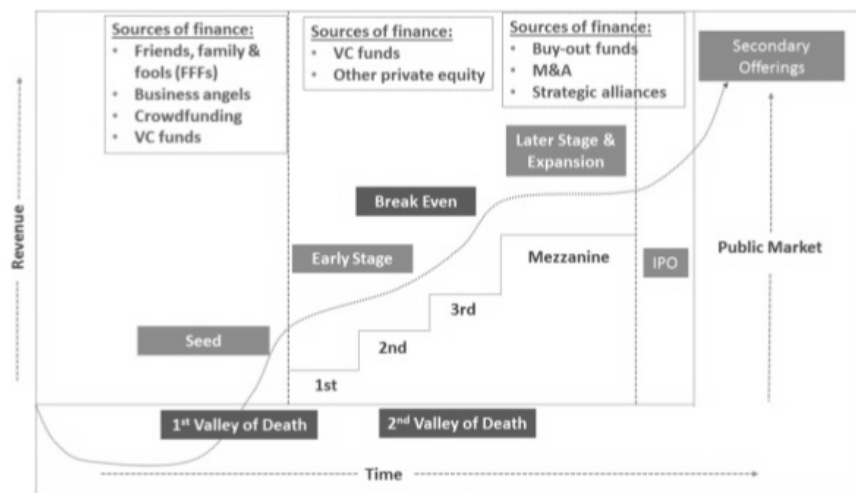 Sources of finance:
• Friends, family &
fools (FFFs)
• Business angels
• Crowdfunding
• VC funds
Sources of finance:
• VC funds
• Other private equity
Sources of finance:
• Buy-out funds
• M&A
• Strategic alliances
Secondary
Offerings
Later Stage &
Expansion
Break Even
Early Stage
Mezzanine
IPO
Public Market
Revenue
Seed
3rd
2nd
1st
1st Valley of Death
2nd Valley of Death
Time